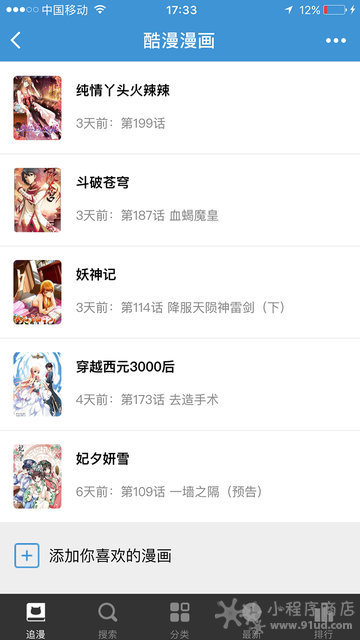 中国移动 17:33 12%
酷漫漫画
纯情丫头火辣辣
3天前：第199话
斗破苍穹
3天前：第187话 血蝎魔皇
妖神记
3天前：第114话 降服天陨神雷剑（下）
穿越西元3000后
4天前：第173话 去造手术
妃夕妍雪
6天前：第109话 一墙之隔（预告）
添加你喜欢的漫画
追漫 搜索 分类 最新 排行
小程序商店
www.91ud.com